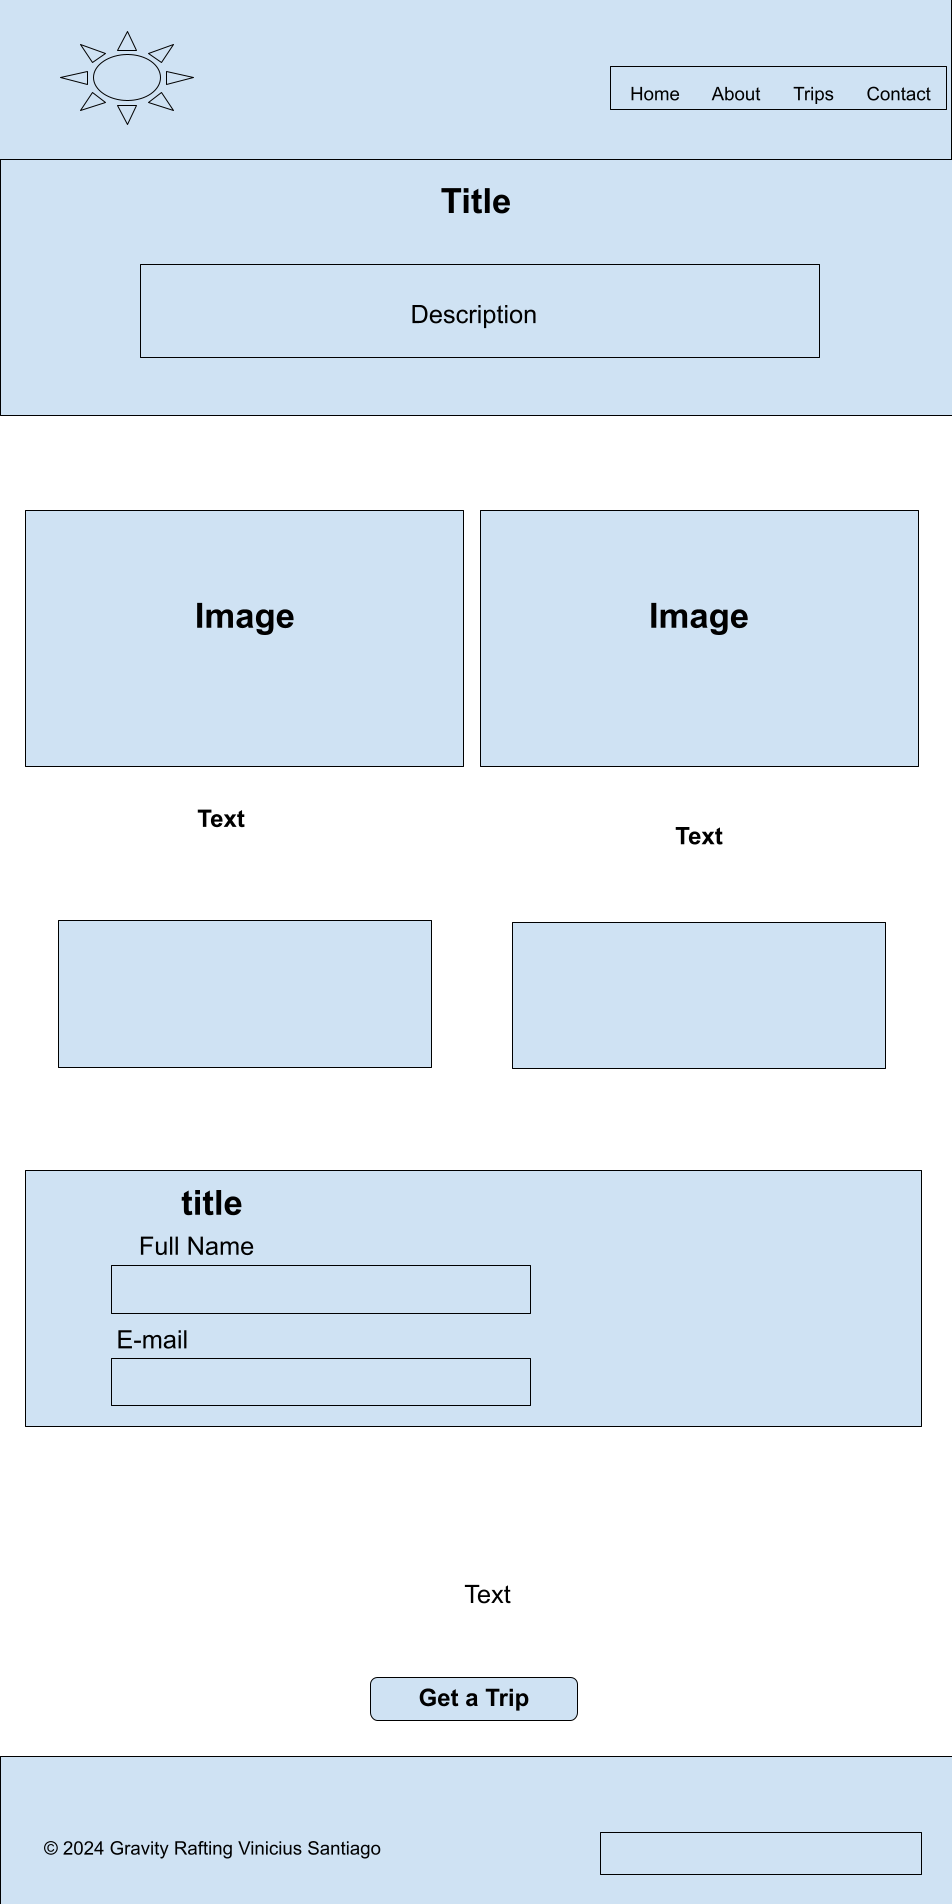 Home About Trips Contact
Title
Description
Image Image
Text
Text
title
Full Name
E-mail
Text
Get a Trip
© 2024 Gravity Rafting Vinicius Santiago